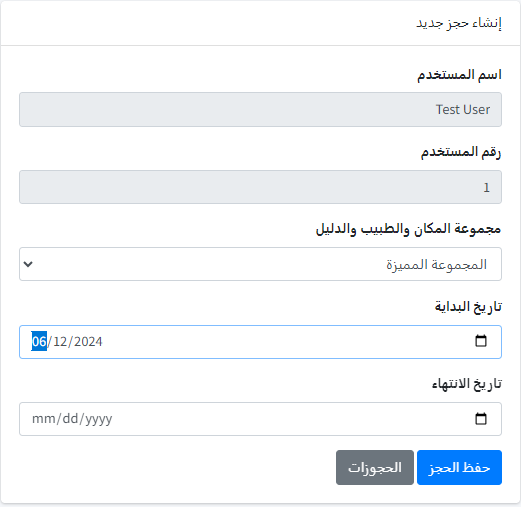 إنشاء حجز جديد
اسم المستخدم
Test User
رقم المستخدم
1
مجموعة المكان والطبيب والدليل
المجموعة المميزة
تاريخ البداية
06/12/2024
تاريخ الانتهاء
mm/dd/yyyy
حفظ الحجز الحجوزات